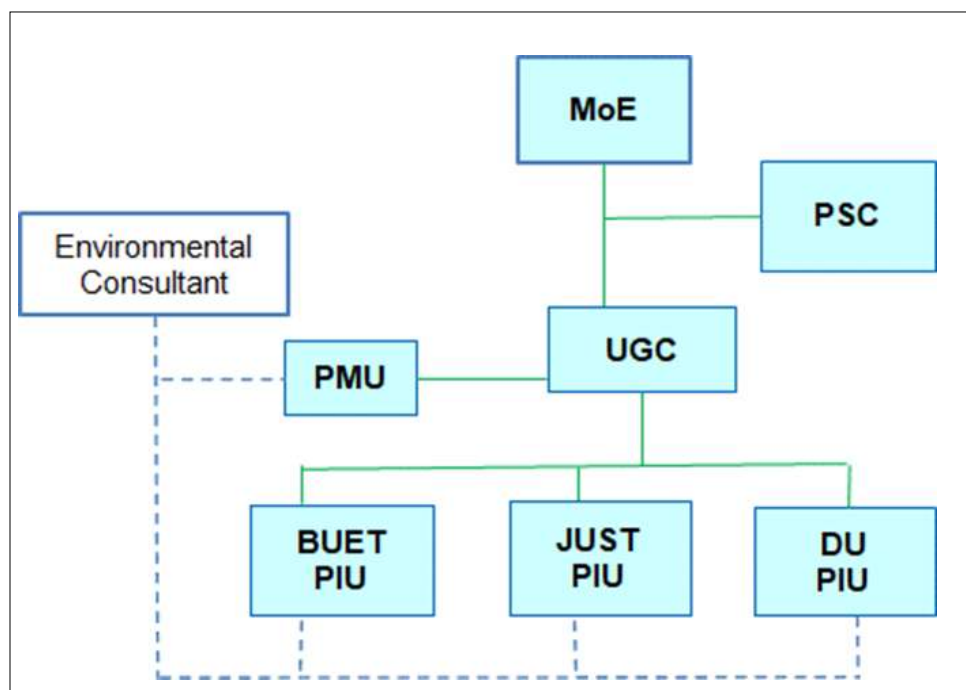 MoE
PSC
Environmental
Consultant
UGC
PMU
BUET
PIU
JUST
PIU
DU
PIU